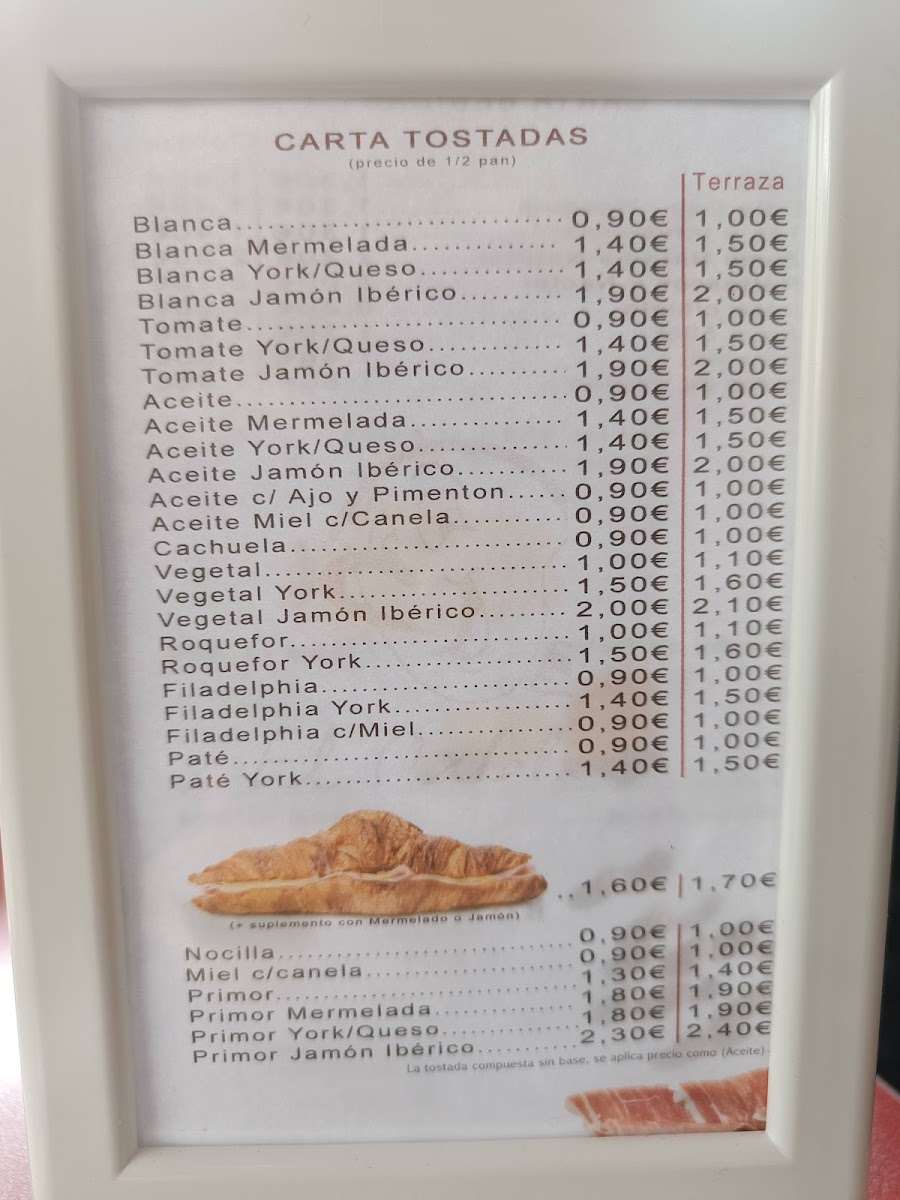 CARTA TOSTADAS
(precio de 1/2 pan)
Terraza
Blanca 0,90€ 1,00€
Blanca Mermelada 1,40€ 1,50€
Blanca York/Queso 1,40€ 1,50€
Blanca Jamón Ibérico 1,90€ 2,00€
Tomate 0,90€ 1,00€
Tomate York/Queso 1,40€ 1,50€
Tomate Jamón Ibérico 1,90€ 2,00€
Aceite 0,90€ 1,00€
Aceite Mermelada 1,40€ 1,50€
Aceite York/Queso 1,40€ 1,50€
Aceite Jamón Ibérico 1,90€ 2,00€
Aceite c/ Ajo y Pimenton 0,90€ 1,00€
Aceite Miel c/Canela 0,90€ 1,00€
Cachuela 0,90€ 1,00€
Vegetal 1,00€ 1,10€
Vegetal York 1,50€ 1,60€
Vegetal Jamón Ibérico 2,00€ 2,10€
Roquefor 1,00€ 1,10€
Roquefor York 1,50€ 1,60€
Filadelphia 0,90€ 1,00€
Filadelphia York 1,40€ 1,50€
Filadelphia c/Miel 0,90€ 1,00€
Paté 0,90€ 1,00€
Paté York 1,40€ 1,50€
1,60€ 1,70€
(+ suplemento con Mermelado o Jamón)
Nocilla 0,90€ 1,00€
Miel c/canela 0,90€ 1,00€
Primor 1,30€ 1,40€
Primor Mermelada 1,80€ 1,90€
Primor York/Queso 1,80€ 1,90€
Primor Jamón Ibérico 2,30€ 2,40€
La tostada compuesta sin base, se aplica precio como (Aceite)